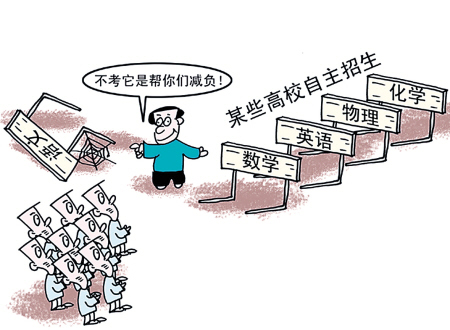 不考它是帮你们减负！
某些高校自主招生
语文
数学
英语
物理
化学